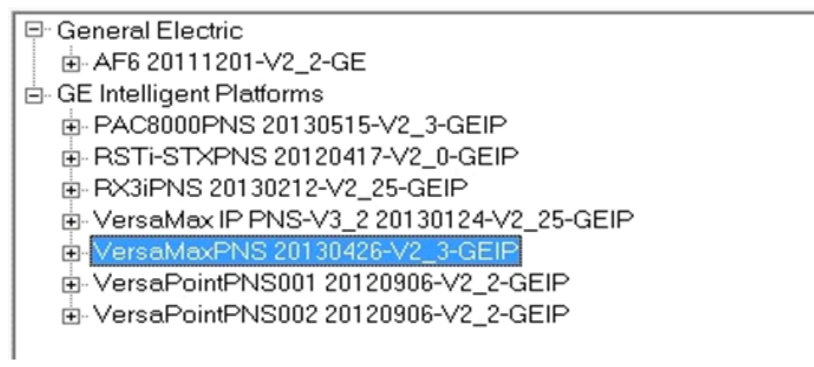 General Electric
AF6 20111201-V2_2-GE
GE Intelligent Platforms
PAC8000PNS 20130515-V2_3-GEIP
RSTi-STXPNS 20120417-V2_0-GEIP
RX3iPNS 20130212-V2_25-GEIP
VersaMax IP PNS-V3_2 20130124-V2_25-GEIP
VersaMaxPNS 20130426-V2_3-GEIP
VersaPointPNS001 20120906-V2_2-GEIP
VersaPointPNS002 20120906-V2_2-GEIP